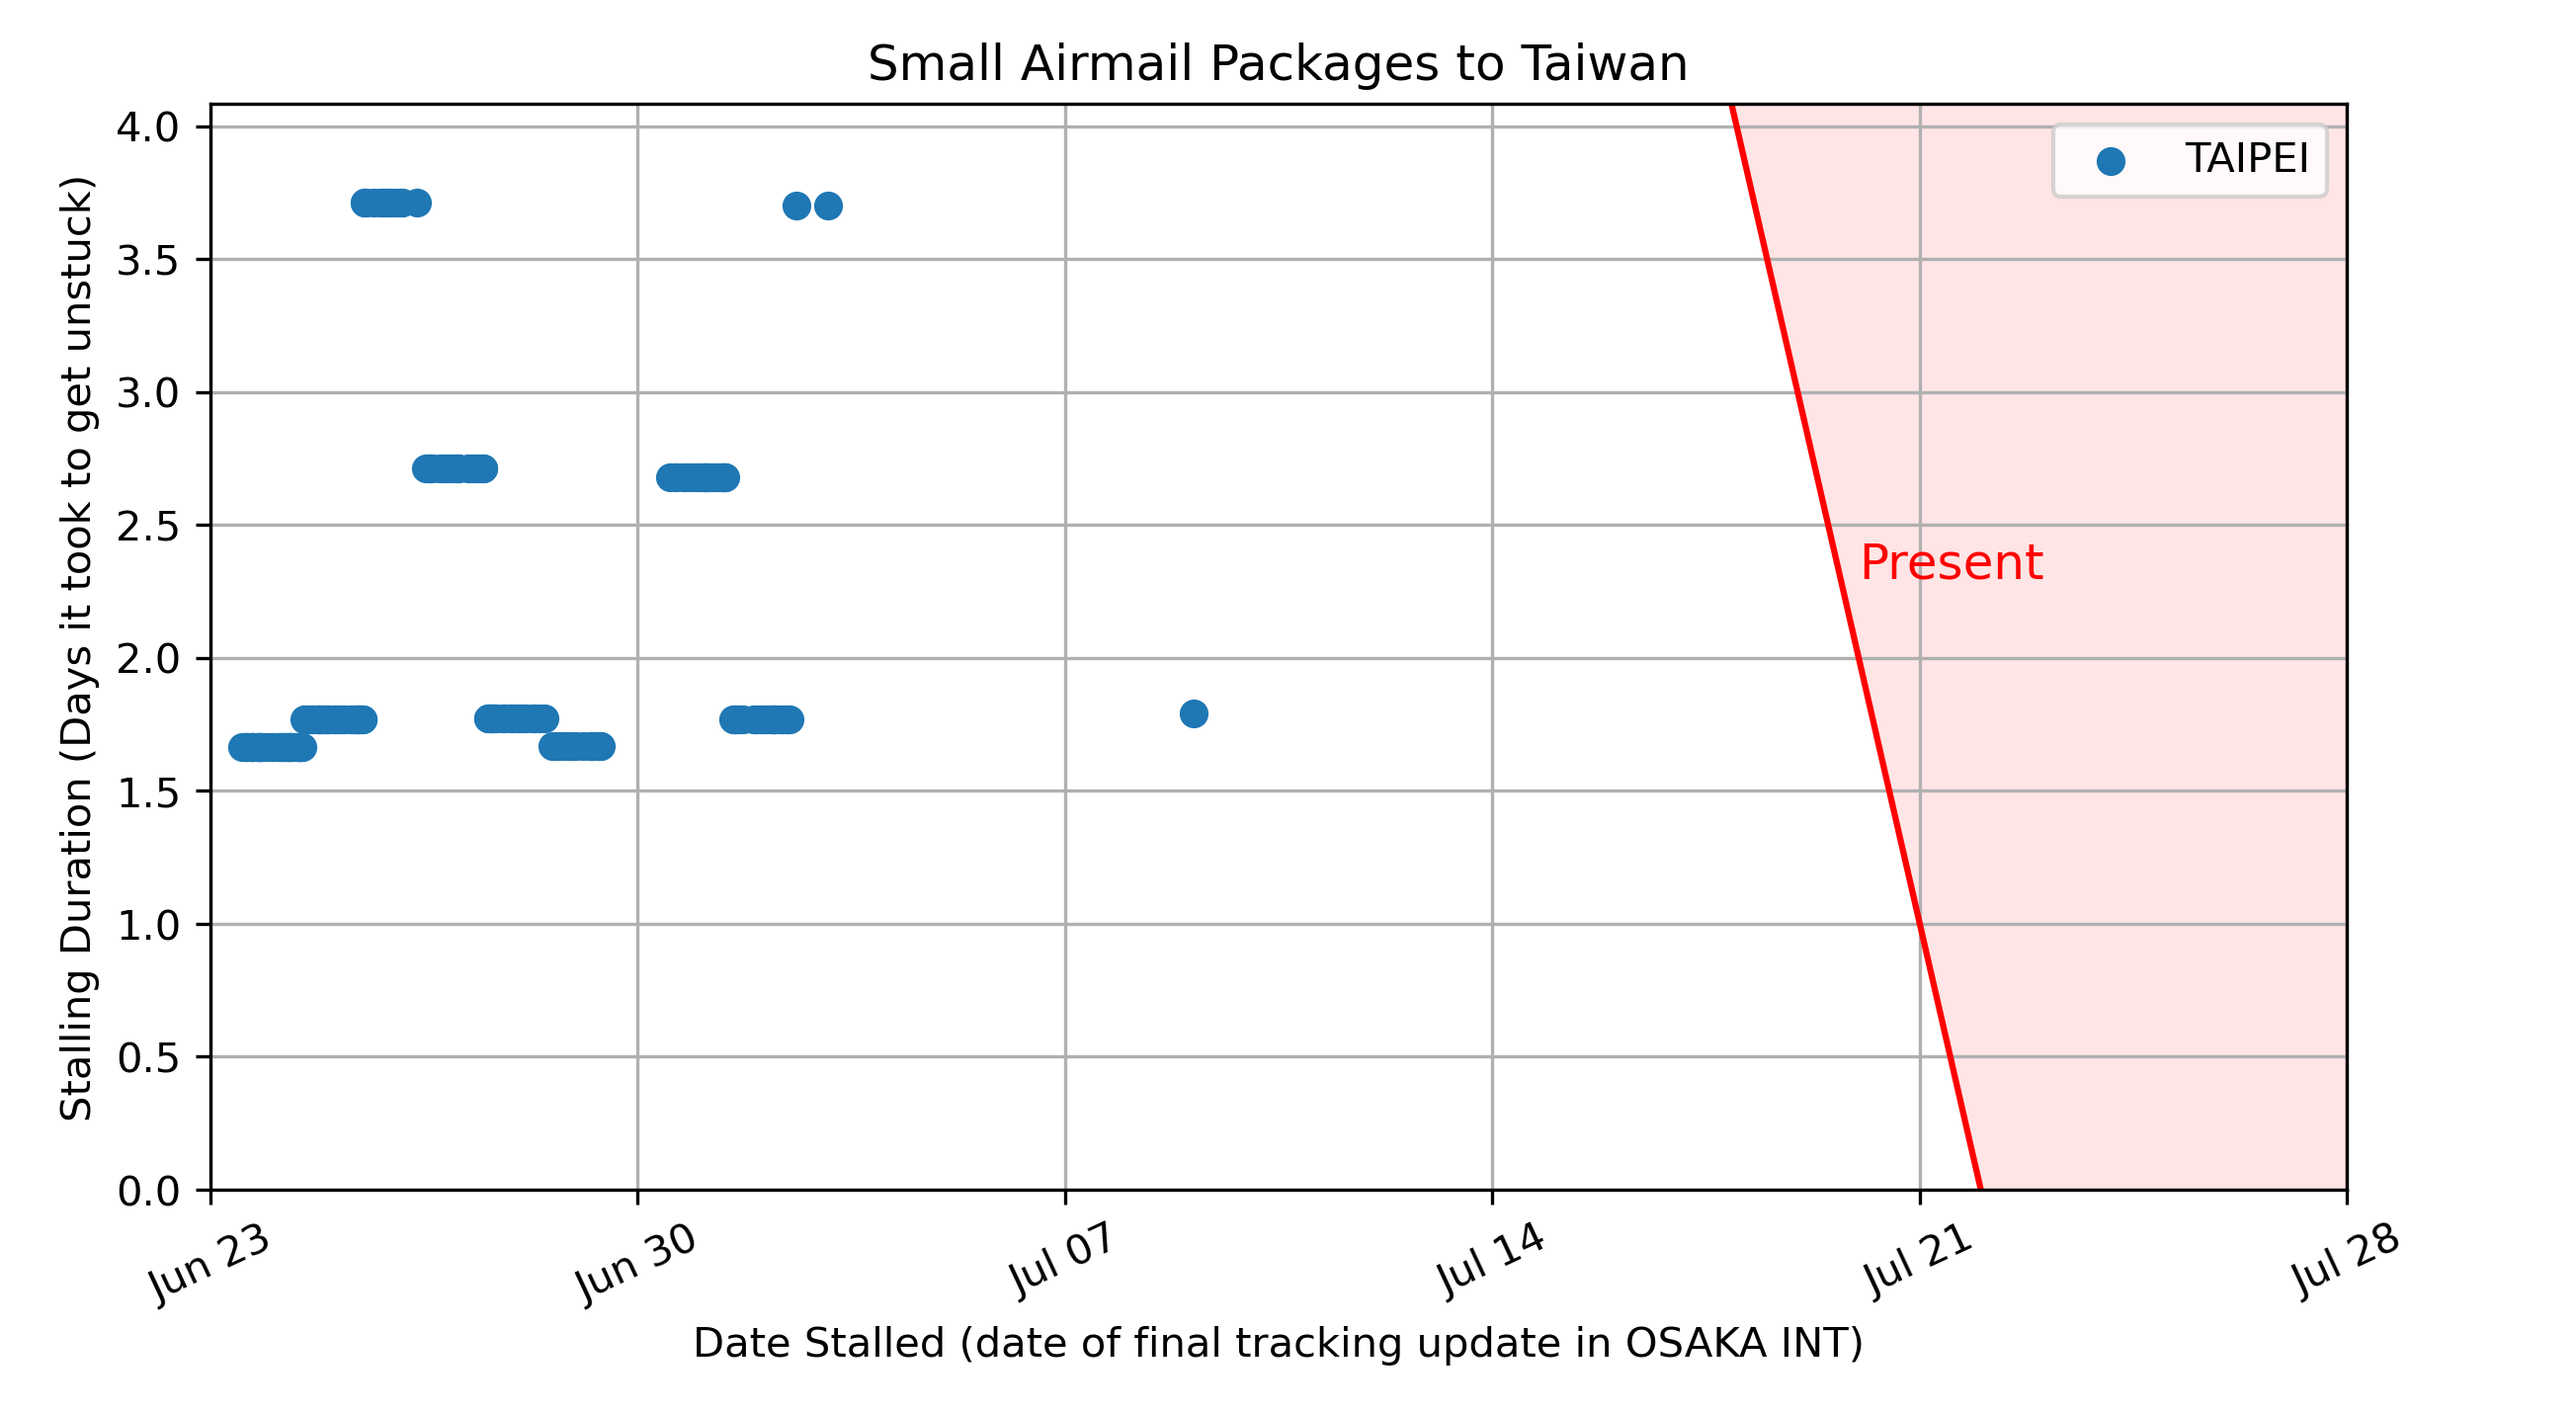 Small Airmail Packages to Taiwan
Stalling Duration (Days it took to get unstuck)
4.0
3.5
3.0
2.5
2.0
1.5
1.0
0.5
0.0
TAIPEI
Present
Jun 23
Jun 30
Jul 07
Jul 14
Jul 21
Jul 28
Date Stalled (date of final tracking update in OSAKA INT)